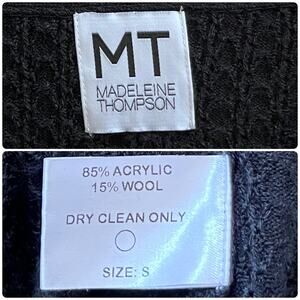 MT
MADELEINE
THOMPSON
85% ACRYLIC
15% WOOL
DRY CLEAN ONLY
SIZE: S